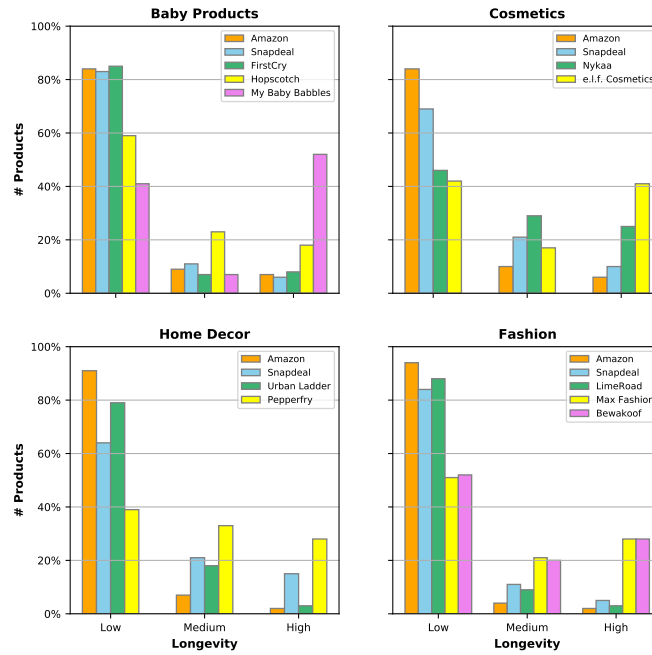 Baby Products
Cosmetics
100%
80%
60%
40%
20%
0%
# Products
Amazon
Snapdeal
FirstCry
Hopscotch
My Baby Babbles
Amazon
Snapdeal
Nykaa
e.l.f. Cosmetics
Home Decor
Fashion
100%
80%
60%
40%
20%
0%
# Products
Amazon
Snapdeal
Urban Ladder
Pepperfry
Amazon
Snapdeal
LimeRoad
Max Fashion
Bewakoof
Low
Medium
High
Low
Medium
High
Longevity
Longevity